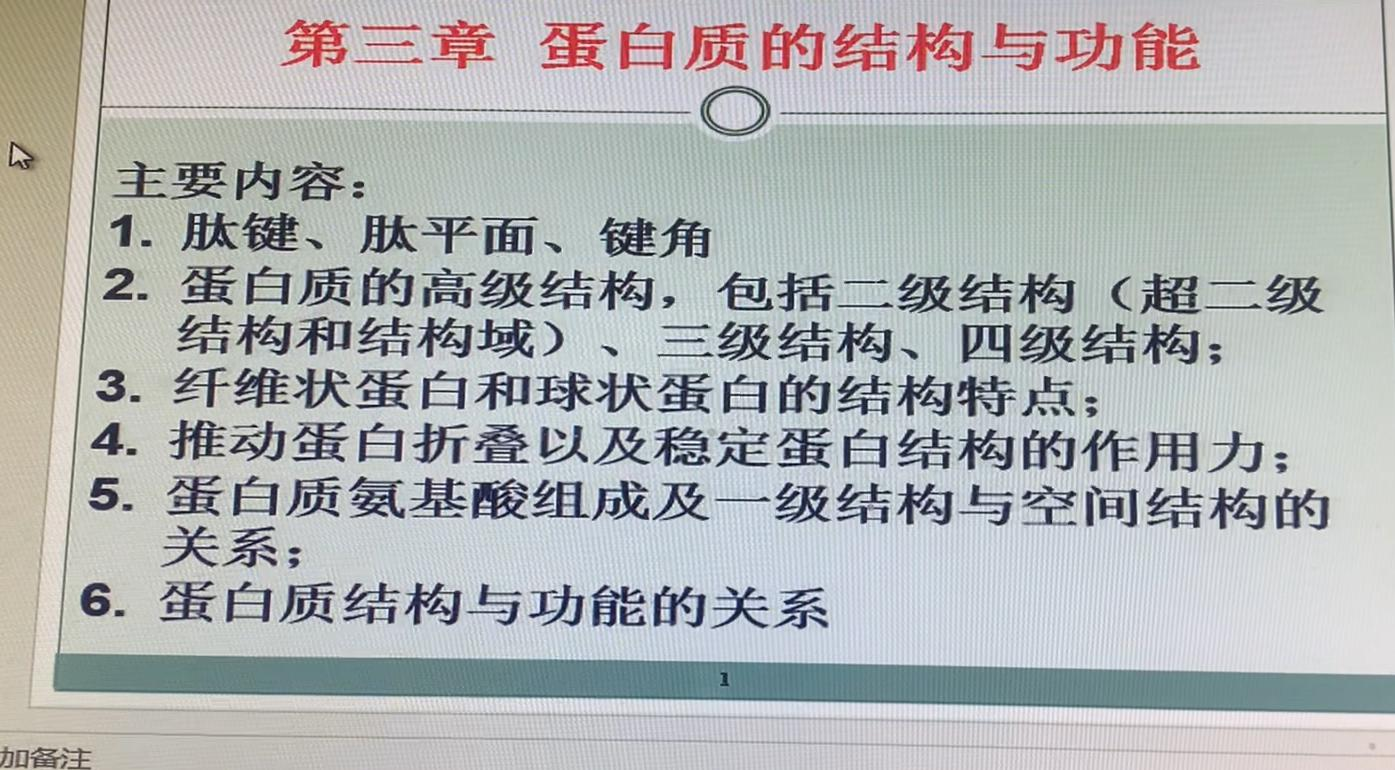 第三章 蛋白质的结构与功能
主要内容：
1. 肽键、肽平面、键角
2. 蛋白质的高级结构，包括二级结构（超二级
结构和结构域）、三级结构、四级结构；
3. 纤维状蛋白和球状蛋白的结构特点；
4. 推动蛋白折叠以及稳定蛋白结构的作用力；
5. 蛋白质氨基酸组成及一级结构与空间结构的
关系；
6. 蛋白质结构与功能的关系
1
加备注